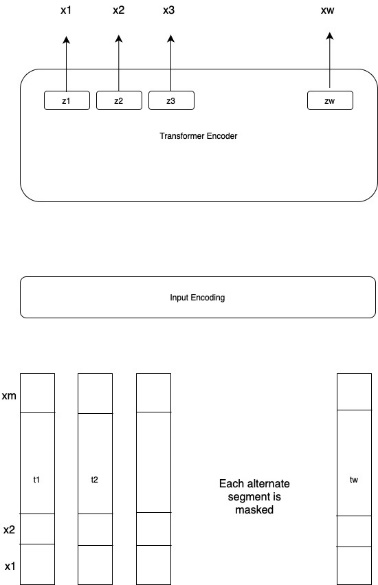 x1 x2 x3 xw
z1 z2 z3 zw
Transformer Encoder
Input Encoding
xm
t1 t2 tw
Each alternate
segment is
masked
x2
x1